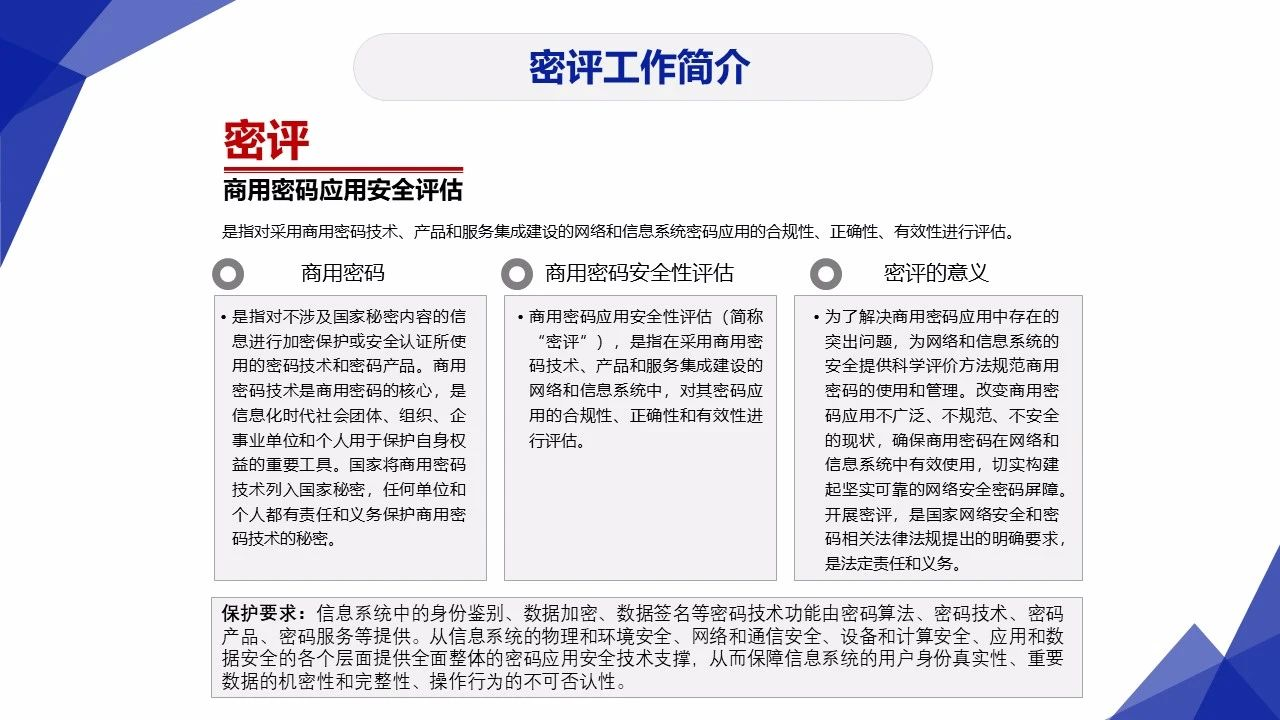 密评工作简介
密评
商用密码应用安全评估
是指对采用商用密码技术、产品和服务集成建设的网络和信息系统密码应用的合规性、正确性、有效性进行评估。
商用密码
• 是指对不涉及国家秘密内容的信
息进行加密保护或安全认证所使
用的密码技术和密码产品。商用
密码技术是商用密码的核心，是
信息化时代社会团体、组织、企
事业单位和个人用于保护自身权
益的重要工具。国家将商用密码
技术列入国家秘密，任何单位和
个人都有责任和义务保护商用密
码技术的秘密。
商用密码安全性评估
• 商用密码应用安全性评估（简称
“密评”），是指在采用商用密
码技术、产品和服务集成建设的
网络和信息系统中，对其密码应
用的合规性、正确性和有效性进
行评估。
密评的意义
• 为了解决商用密码应用中存在的
突出问题，为网络和信息系统的
安全提供科学评价方法规范商用
密码的使用和管理。改变商用密
码应用不广泛、不规范、不安全
的现状，确保商用密码在网络和
信息系统中有效使用，切实构建
起坚实可靠的网络安全密码屏障。
开展密评，是国家网络安全和密
码相关法律法规提出的明确要求，
是法定责任和义务。
保护要求：信息系统中的身份鉴别、数据加密、数据签名等密码技术功能由密码算法、密码技术、密码
产品、密码服务等提供。从信息系统的物理和环境安全、网络和通信安全、设备和计算安全、应用和数
据安全的各个层面提供全面整体的密码应用安全技术支撑，从而保障信息系统的用户身份真实性、重要
数据的机密性和完整性、操作行为的不可否认性。